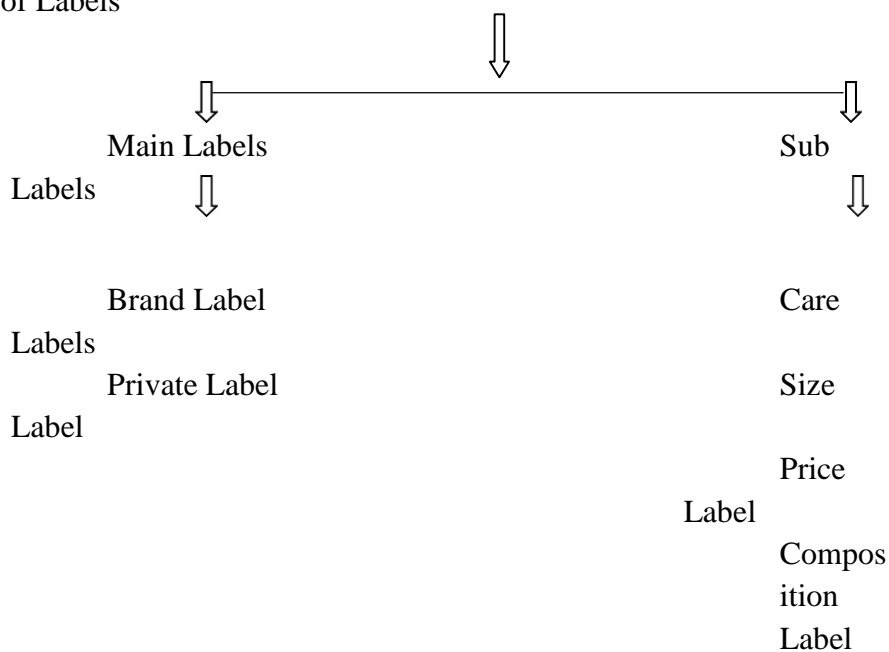 of Labels
Main Labels Sub
Labels
Brand Label Care
Labels
Private Label Size
Label
Price
Label
Compos
ition
Label